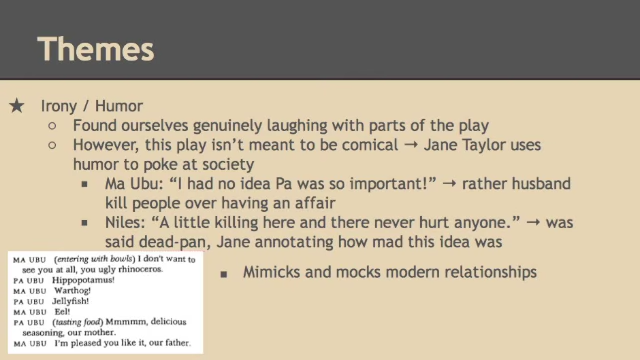 Themes
★ Irony / Humor
○ Found ourselves genuinely laughing with parts of the play
○ However, this play isn't meant to be comical → Jane Taylor uses
humor to poke at society
■ Ma Ubu: “I had no idea Pa was so important!” → rather husband
kill people over having an affair
■ Niles: “A little killing here and there never hurt anyone.” → was
said dead-pan, Jane annotating how mad this idea was
■ Mimicks and mocks modern relationships
MA UBU (entering with bowls) I don't want to
see you at all, you ugly rhinoceros.
PA UBU Hippopotamus!
MA UBU Warthog!
PA UBU Jellyfish!
MA UBU Eel!
PA UBU (tasting food) Mmmmm, delicious
seasoning, our mother.
MA UBU I'm pleased you like it, our father.